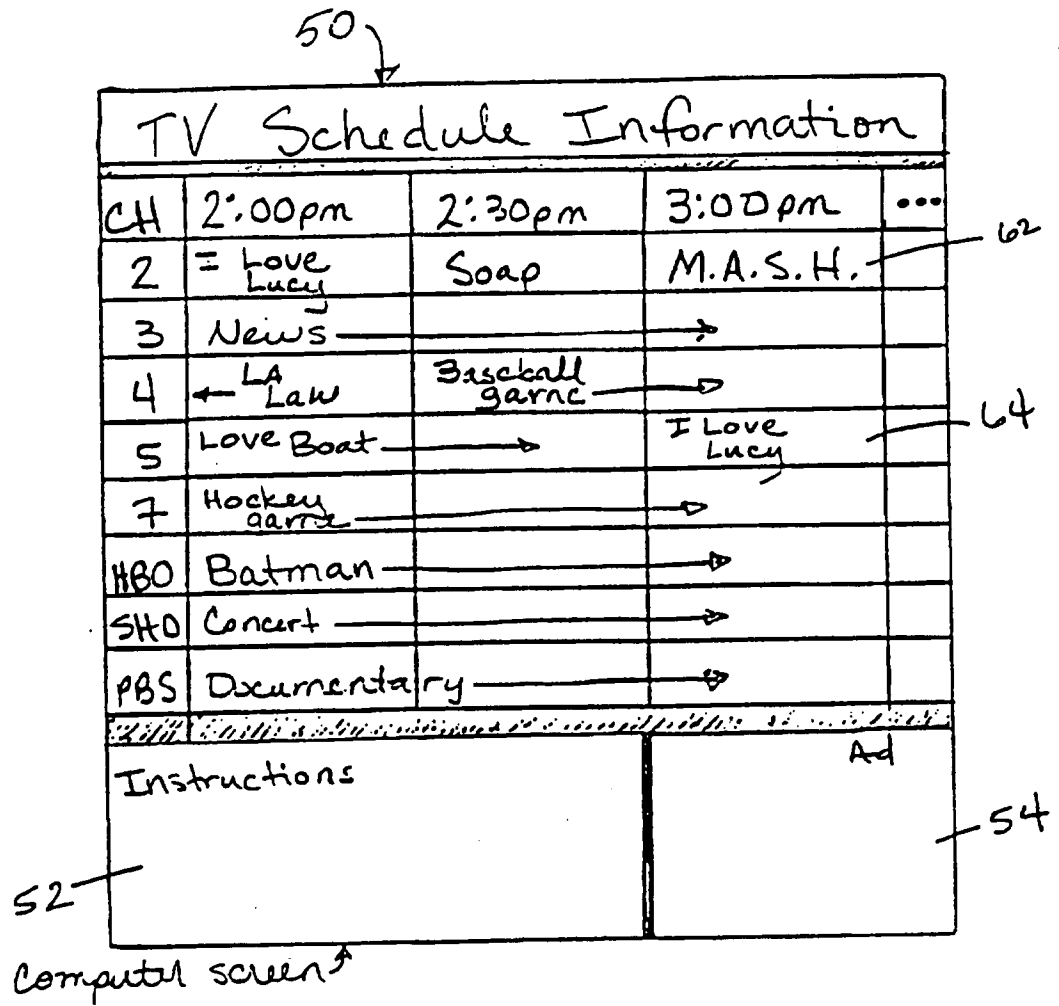 50
TV Schedule Information
CH 2:00pm 2:30pm 3:00pm •••
2 I Love Lucy Soap M.A.S.H. 62
3 News
4 LA Law Baseball game
5 Love Boat I Love Lucy 64
7 Hockey game
HBO Batman
SHO Concert
PBS Documentary
Instructions Ad
52 54
Computer screen